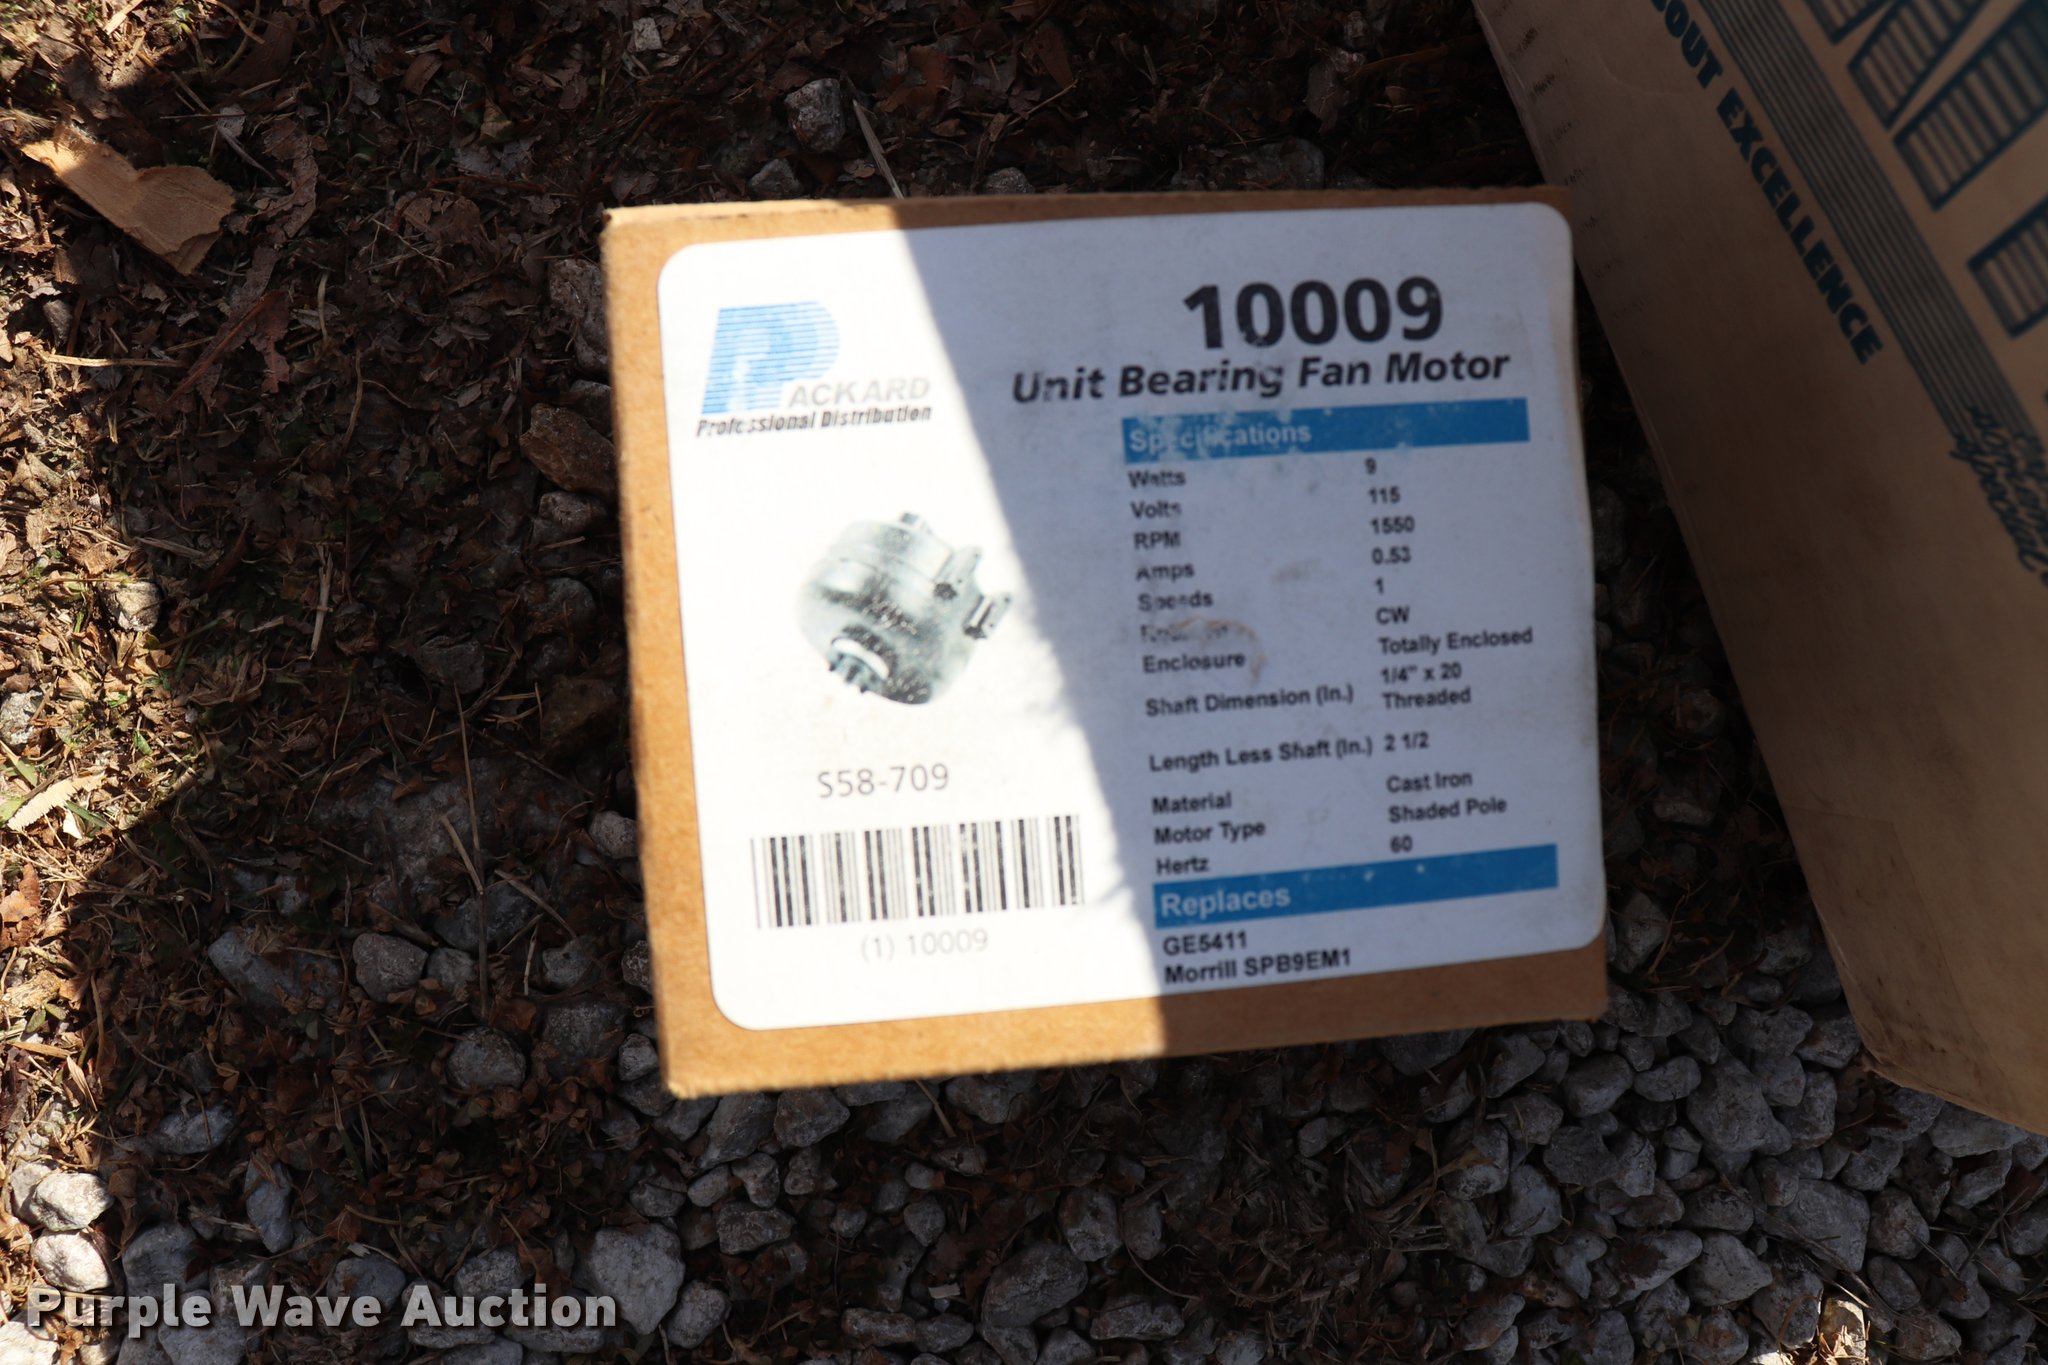 PACKARD
Professional Distribution
10009
Unit Bearing Fan Motor
Specifications
Watts 9
Volts 115
RPM 1550
Amps 0.53
Speeds 1
CW
Enclosure Totally Enclosed
Shaft Dimension (In.) 1/4" x 20 Threaded
Length Less Shaft (In.) 2 1/2
Material Cast Iron
Motor Type Shaded Pole
Hertz 60
Replaces
GE5411
Morrill SPB9EM1
S58-709
(1) 10009
EXCELLENCE
Purple Wave Auction